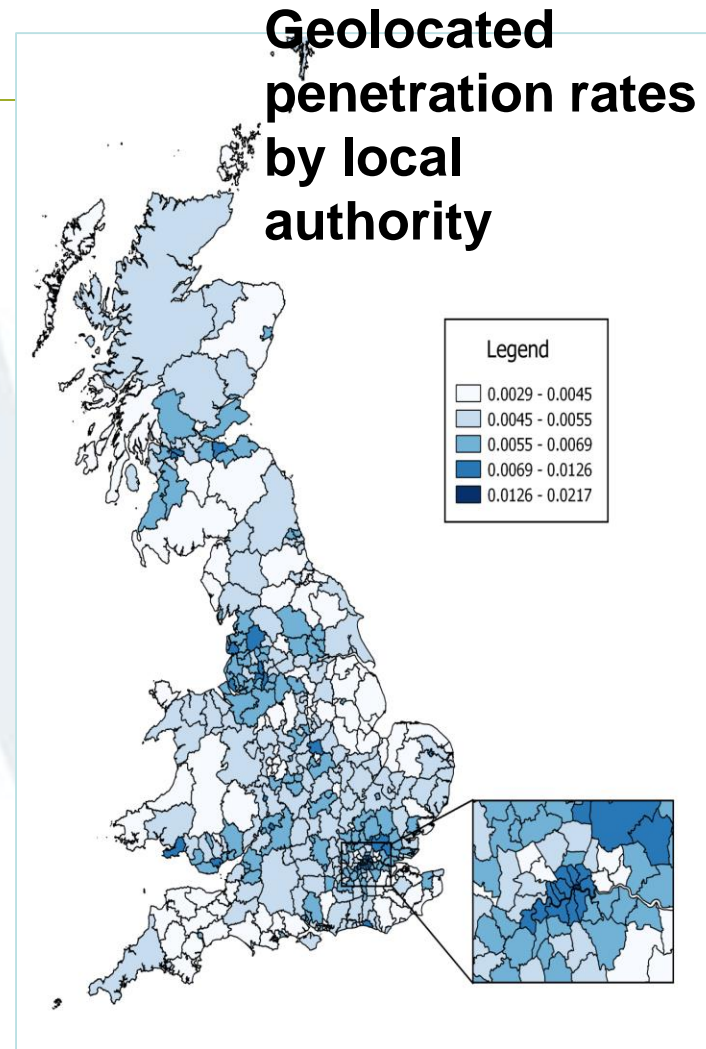 Geolocated
penetration rates
by local
authority
Legend
0.0029 - 0.0045
0.0045 - 0.0055
0.0055 - 0.0069
0.0069 - 0.0126
0.0126 - 0.0217